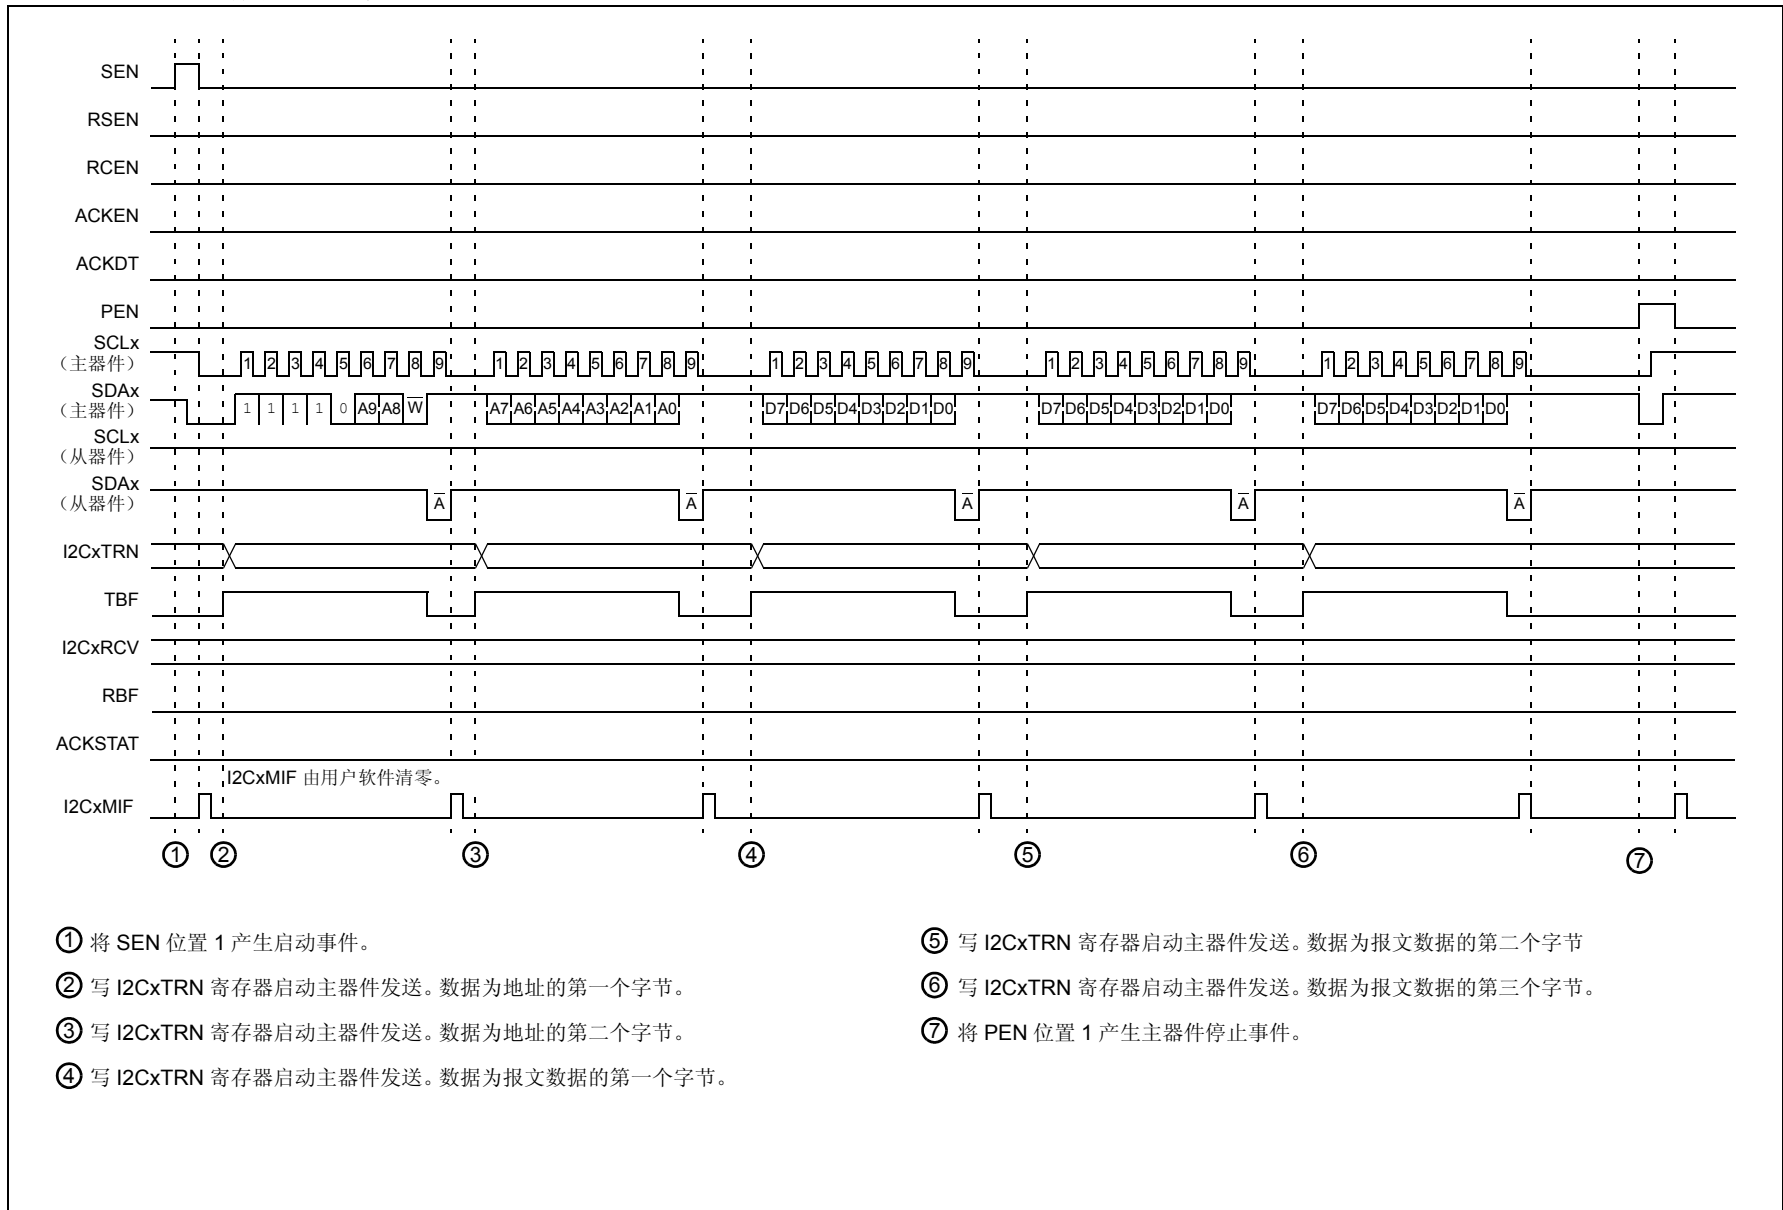 SEN
RSEN
RCEN
ACKEN
ACKDT
PEN
SCLx
（主器件） 1 2 3 4 5 6 7 8 9 1 2 3 4 5 6 7 8 9 1 2 3 4 5 6 7 8 9 1 2 3 4 5 6 7 8 9 1 2 3 4 5 6 7 8 9
SDAx
（主器件） 1 1 1 1 0 A9 A8 W̅ A7 A6 A5 A4 A3 A2 A1 A0 D7 D6 D5 D4 D3 D2 D1 D0 D7 D6 D5 D4 D3 D2 D1 D0 D7 D6 D5 D4 D3 D2 D1 D0
SCLx
（从器件）
SDAx
（从器件） A̅ A̅ A̅ A̅ A̅
I2CxTRN
TBF
I2CxRCV
RBF
ACKSTAT
I2CxMIF 由用户软件清零。
I2CxMIF
① ② ③ ④ ⑤ ⑥ ⑦
① 将 SEN 位置 1 产生启动事件。
② 写 I2CxTRN 寄存器启动主器件发送。数据为地址的第一个字节。
③ 写 I2CxTRN 寄存器启动主器件发送。数据为地址的第二个字节。
④ 写 I2CxTRN 寄存器启动主器件发送。数据为报文数据的第一个字节。
⑤ 写 I2CxTRN 寄存器启动主器件发送。数据为报文数据的第二个字节
⑥ 写 I2CxTRN 寄存器启动主器件发送。数据为报文数据的第三个字节。
⑦ 将 PEN 位置 1 产生主器件停止事件。